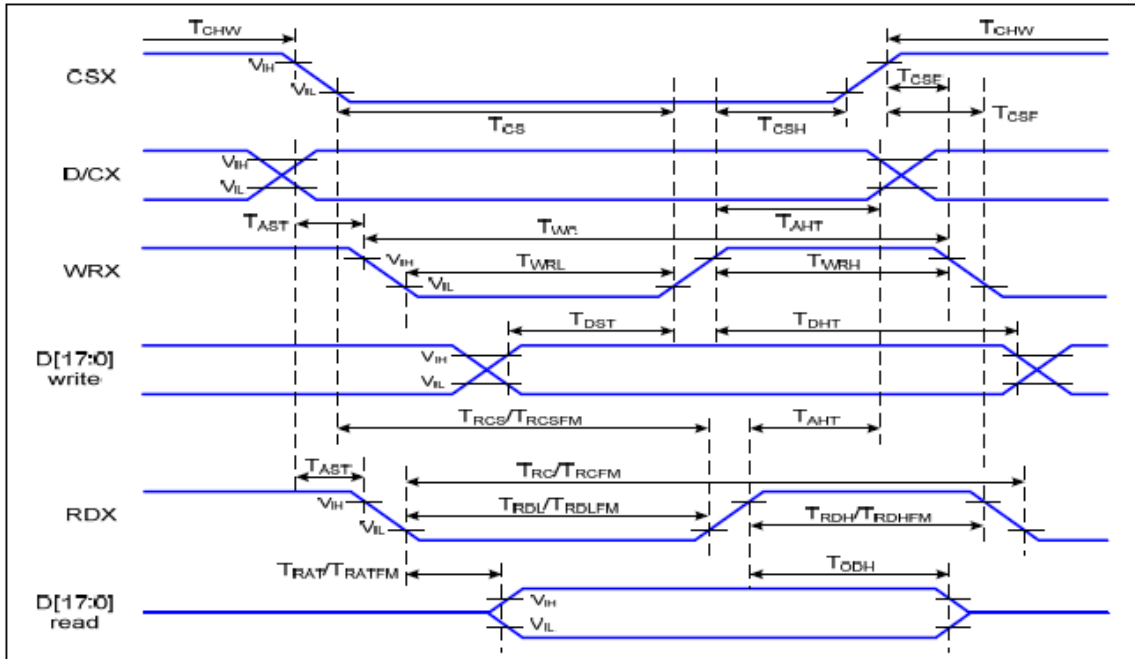 TCHW TCHW
VIH
CSX TCSF
VIL
TCS TCSH TCSF
VIH
D/CX
VIL
TAST TWC TAHT
WRX VIH TWRL TWRH
VIL
TDST TDHT
D[17:0] VIH
write VIL
TRCS/TRCSFM TAHT
TAST TRC/TRCFM
RDX VIH TRDL/TRDLFM TRDH/TRDHFM
VIL
TRAT/TRATFM TODH
D[17:0] VIH
read VIL